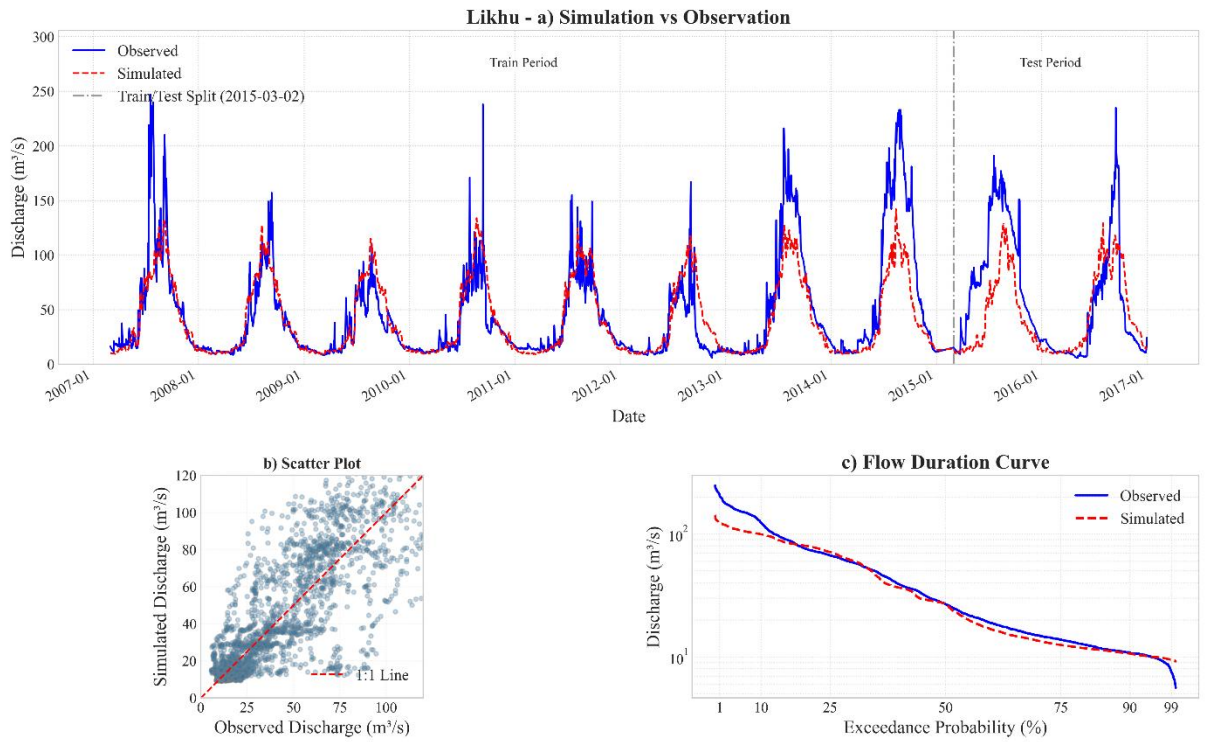 Likhu - a) Simulation vs Observation
Observed
Simulated
Train/Test Split (2015-03-02)
Train Period
Test Period
Discharge (m³/s)
300
250
200
150
100
50
0
2007-01
2008-01
2009-01
2010-01
2011-01
2012-01
2013-01
2014-01
2015-01
2016-01
2017-01
Date
b) Scatter Plot
Simulated Discharge (m³/s)
120
100
80
60
40
20
0
1:1 Line
0
25
50
75
100
Observed Discharge (m³/s)
c) Flow Duration Curve
Observed
Simulated
Discharge (m³/s)
10²
10¹
1
10
25
50
75
90
99
Exceedance Probability (%)